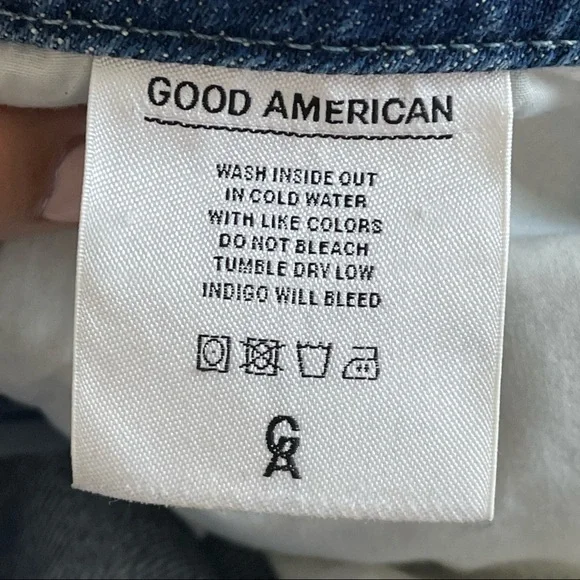 GOOD AMERICAN
WASH INSIDE OUT
IN COLD WATER
WITH LIKE COLORS
DO NOT BLEACH
TUMBLE DRY LOW
INDIGO WILL BLEED
GA